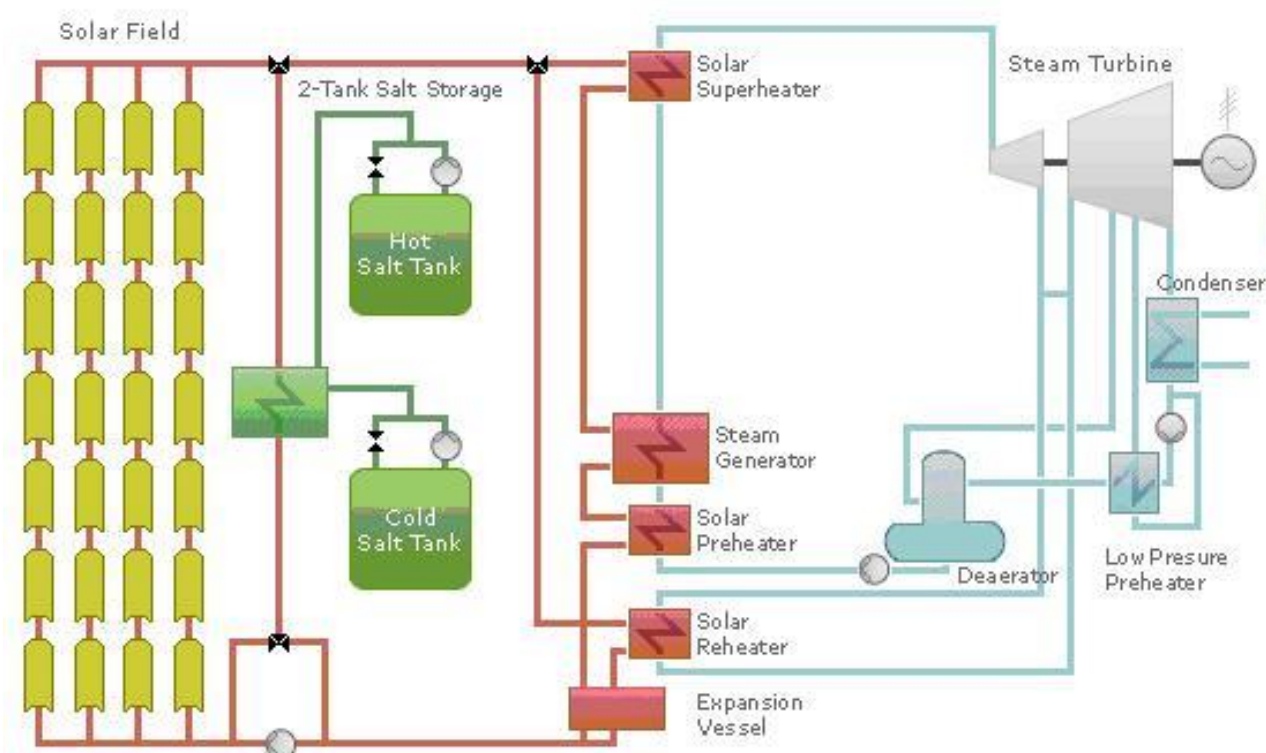 Solar Field
2-Tank Salt Storage
Hot
Salt Tank
Cold
Salt Tank
Solar
Superheater
Steam Turbine
Condenser
Steam
Generator
Solar
Preheater
Deaerator
Low Presure
Preheater
Solar
Reheater
Expansion
Vessel